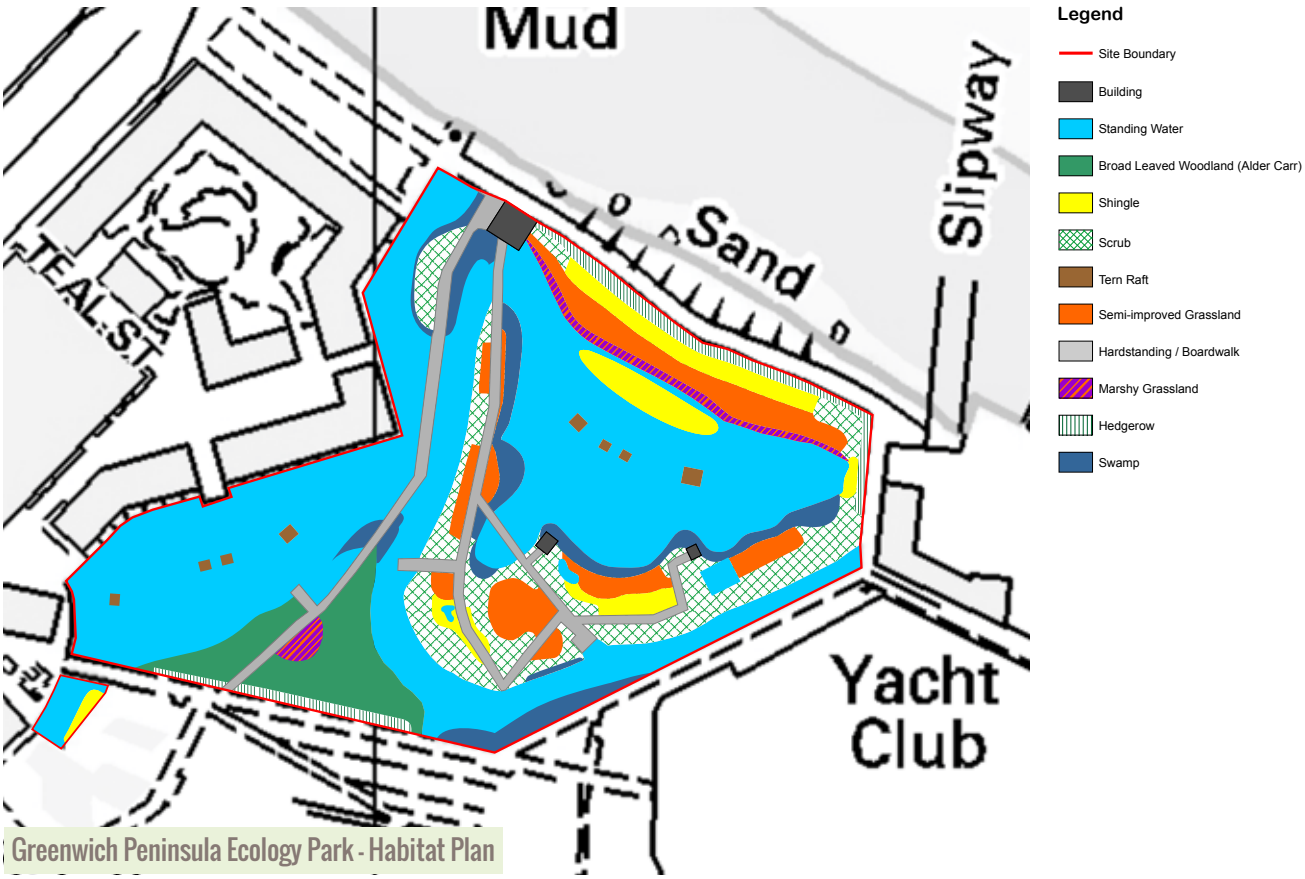 Mud
Slipway
Sand
TEAL ST
Yacht
Club
Greenwich Peninsula Ecology Park - Habitat Plan
Legend
Site Boundary
Building
Standing Water
Broad Leaved Woodland (Alder Carr)
Shingle
Scrub
Tern Raft
Semi-improved Grassland
Hardstanding / Boardwalk
Marshy Grassland
Hedgerow
Swamp